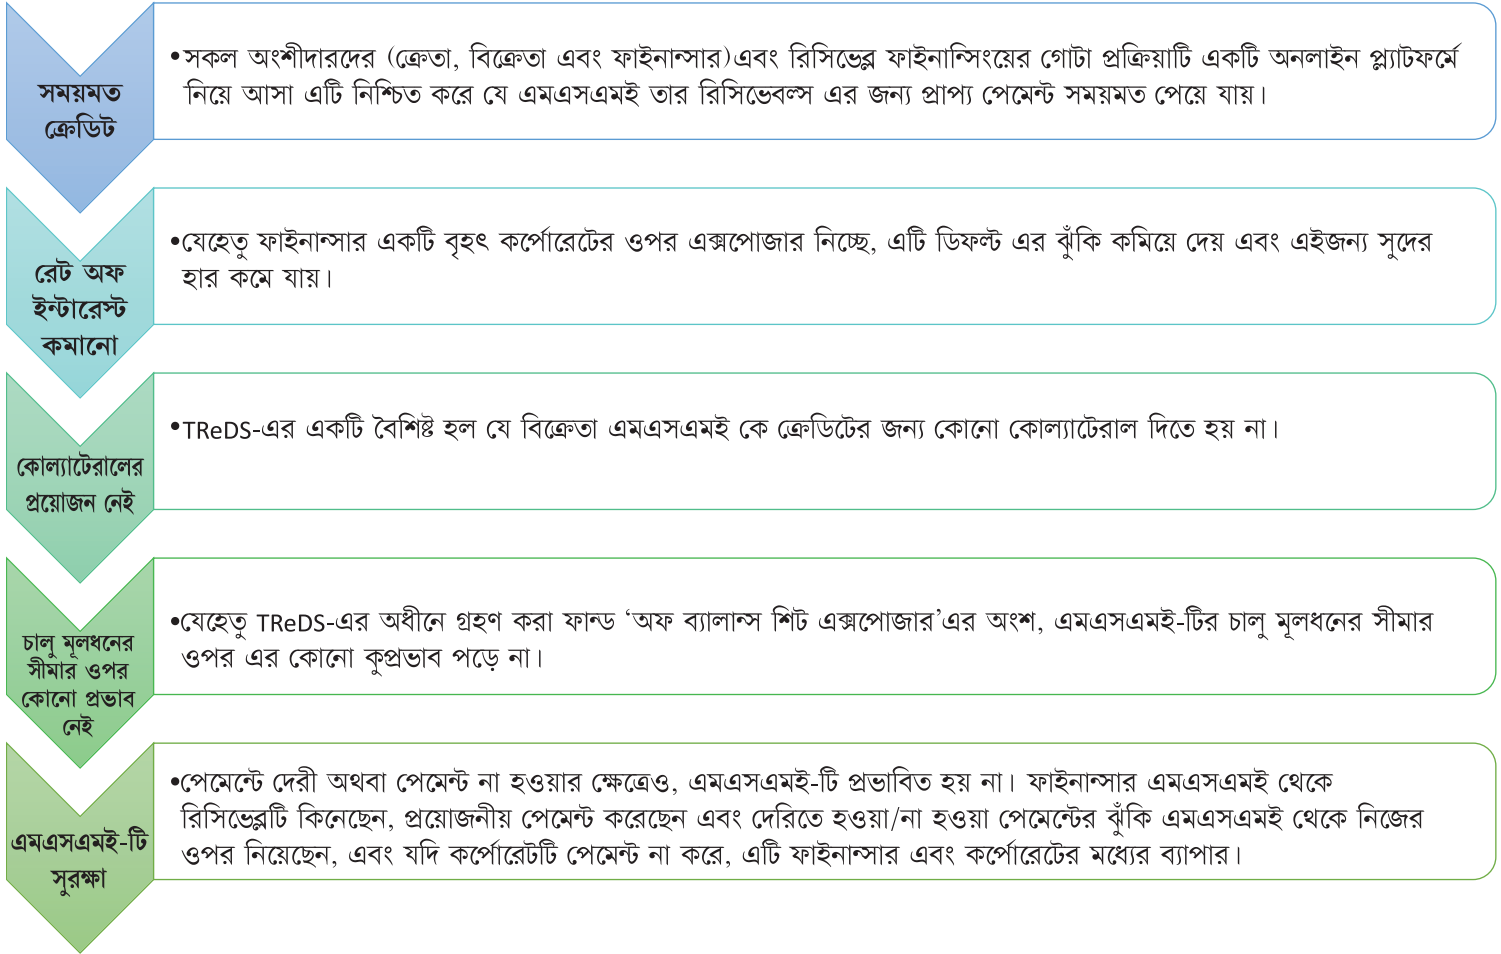 সময়মত
ক্রেডিট
•সকল অংশীদারদের (ক্রেতা, বিক্রেতা এবং ফাইনান্সার)এবং রিসিভেব্ল ফাইনান্সিংয়ের গোটা প্রক্রিয়াটি একটি অনলাইন প্ল্যাটফর্মে
নিয়ে আসা এটি নিশ্চিত করে যে এমএসএমই তার রিসিভেবল্স এর জন্য প্রাপ্য পেমেন্ট সময়মত পেয়ে যায়।
রেট অফ
ইন্টারেস্ট
কমানো
•যেহেতু ফাইনান্সার একটি বৃহৎ কর্পোরেটের ওপর এক্সপোজার নিচ্ছে, এটি ডিফল্ট এর ঝুঁকি কমিয়ে দেয় এবং এইজন্য সুদের
হার কমে যায়।
কোল্যাটেরালের
প্রয়োজন নেই
•TReDS-এর একটি বৈশিষ্ট হল যে বিক্রেতা এমএসএমই কে ক্রেডিটের জন্য কোনো কোল্যাটেরাল দিতে হয় না।
চালু মূলধনের
সীমার ওপর
কোনো প্রভাব
নেই
•যেহেতু TReDS-এর অধীনে গ্রহণ করা ফান্ড ‘অফ ব্যালান্স শিট এক্সপোজার’এর অংশ, এমএসএমই-টির চালু মূলধনের সীমার
ওপর এর কোনো কুপ্রভাব পড়ে না।
এমএসএমই-টি
সুরক্ষা
•পেমেন্টে দেরী অথবা পেমেন্ট না হওয়ার ক্ষেত্রেও, এমএসএমই-টি প্রভাবিত হয় না। ফাইনান্সার এমএসএমই থেকে
রিসিভেব্লটি কিনেছেন, প্রয়োজনীয় পেমেন্ট করেছেন এবং দেরিতে হওয়া/না হওয়া পেমেন্টের ঝুঁকি এমএসএমই থেকে নিজের
ওপর নিয়েছেন, এবং যদি কর্পোরেটটি পেমেন্ট না করে, এটি ফাইনান্সার এবং কর্পোরেটের মধ্যের ব্যাপার।